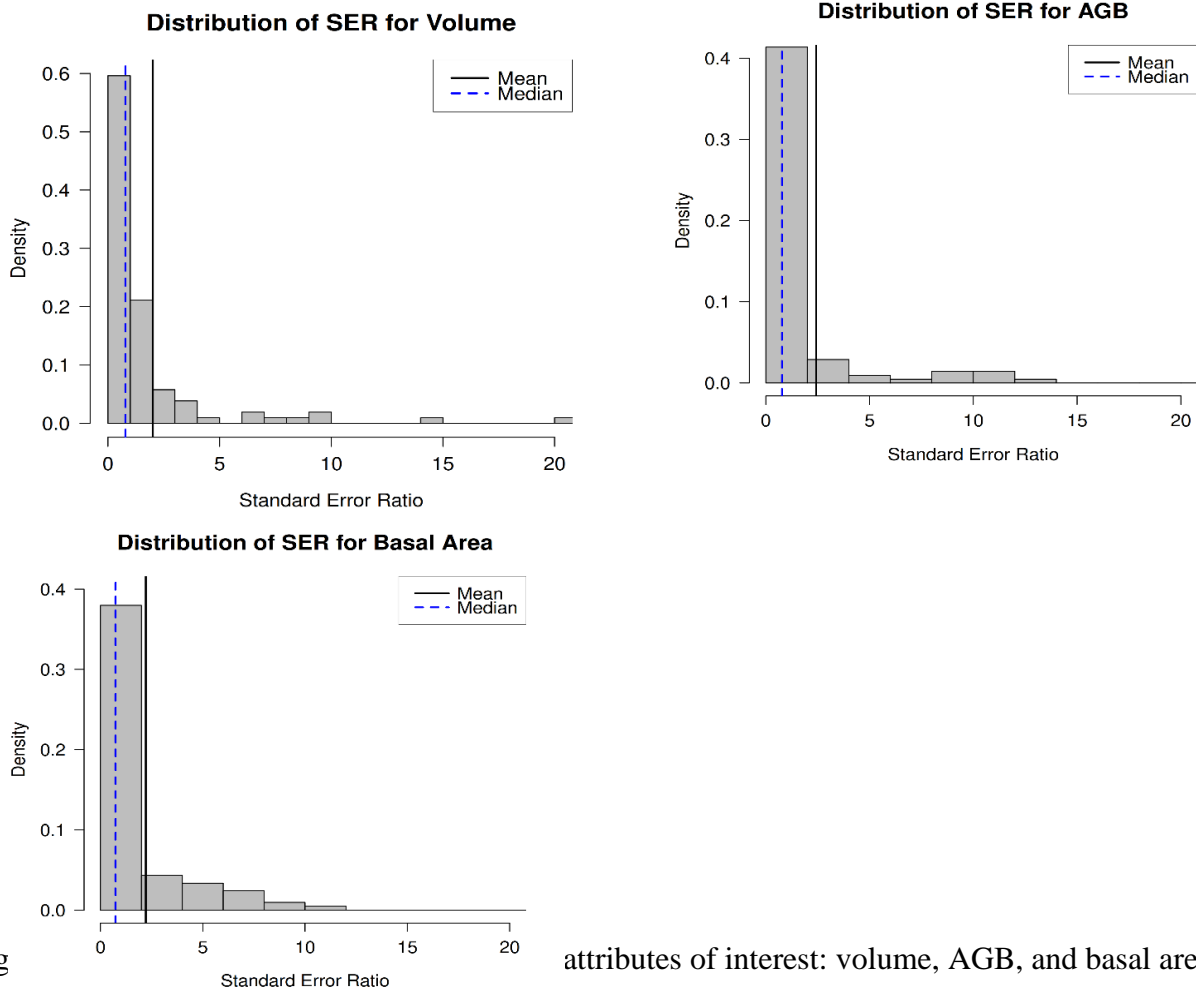 Distribution of SER for Volume
Mean
Median
0.6
0.5
0.4
0.3
0.2
0.1
0.0
Density
0 5 10 15 20
Standard Error Ratio
Distribution of SER for AGB
Mean
Median
0.4
0.3
0.2
0.1
0.0
Density
0 5 10 15 20
Standard Error Ratio
Distribution of SER for Basal Area
Mean
Median
0.4
0.3
0.2
0.1
0.0
Density
0 5 10 15 20
Standard Error Ratio
attributes of interest: volume, AGB, and basal are